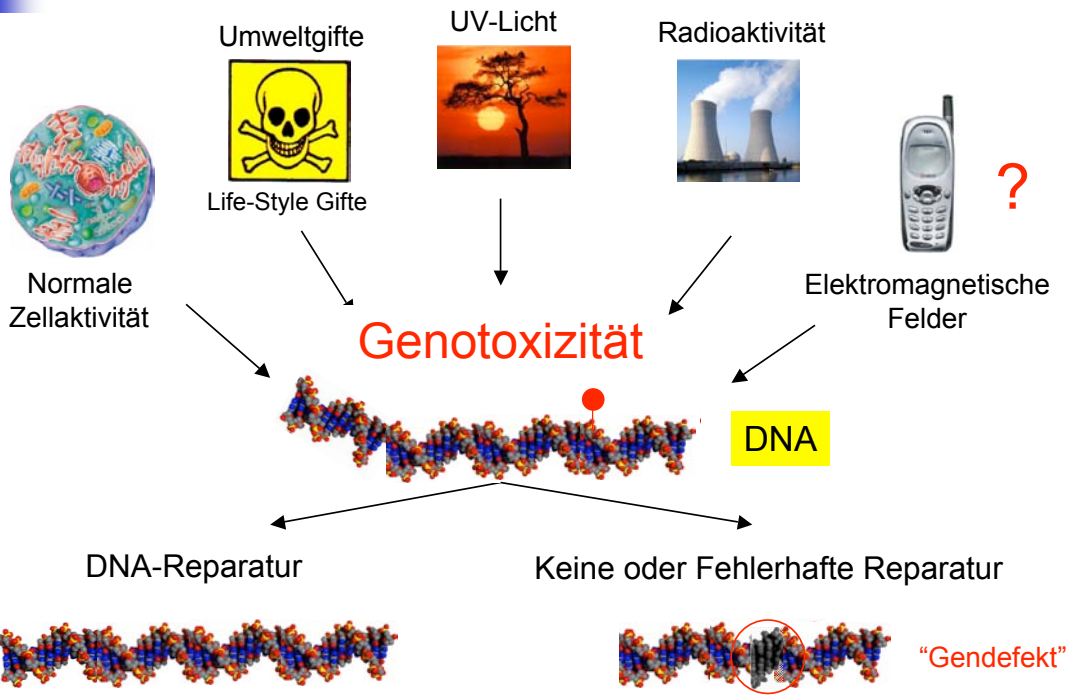 Umweltgifte
UV-Licht
Radioaktivität
Life-Style Gifte
?
Normale
Zellaktivität
Elektromagnetische
Felder
Genotoxizität
DNA
DNA-Reparatur
Keine oder Fehlerhafte Reparatur
“Gendefekt”